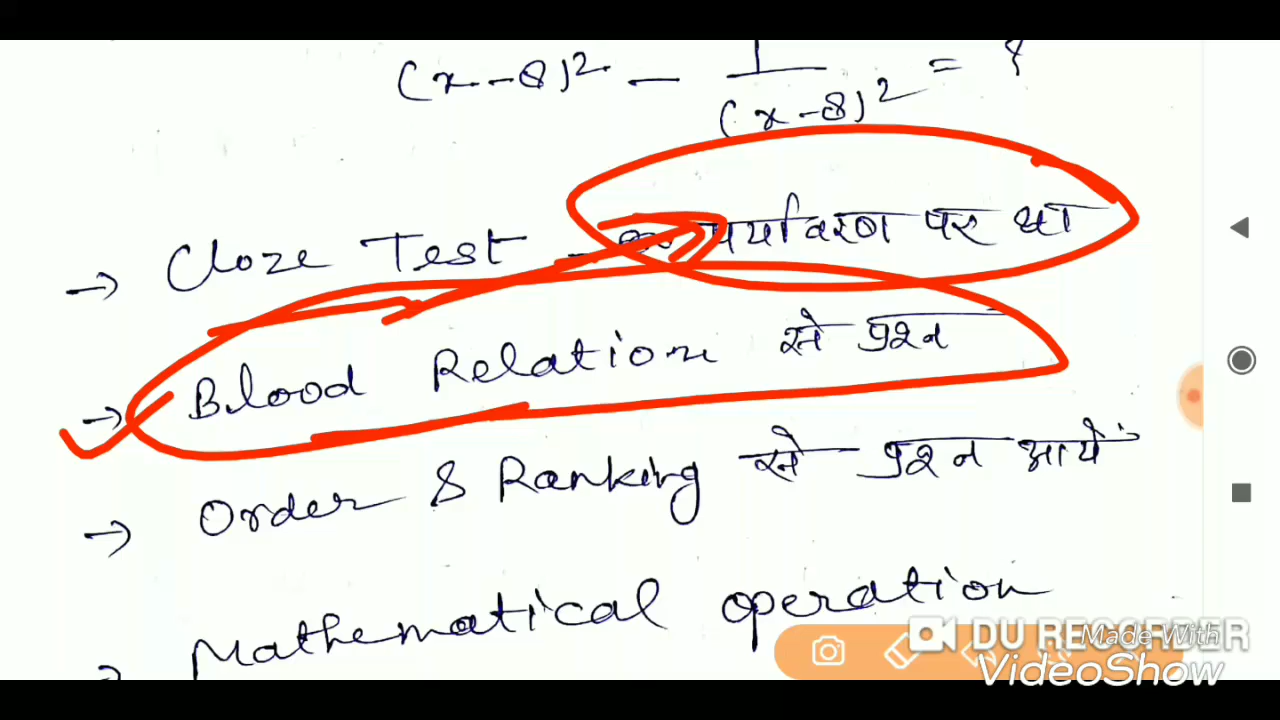 (x-8)² - 1/(x-8)² = ?
→ Cloze Test - पर्यावरण पर था
→ Blood Relation से प्रश्न
→ Order & Ranking से प्रश्न आये
→ Mathematical operation
DU RECORDER
Made With
VideoShow